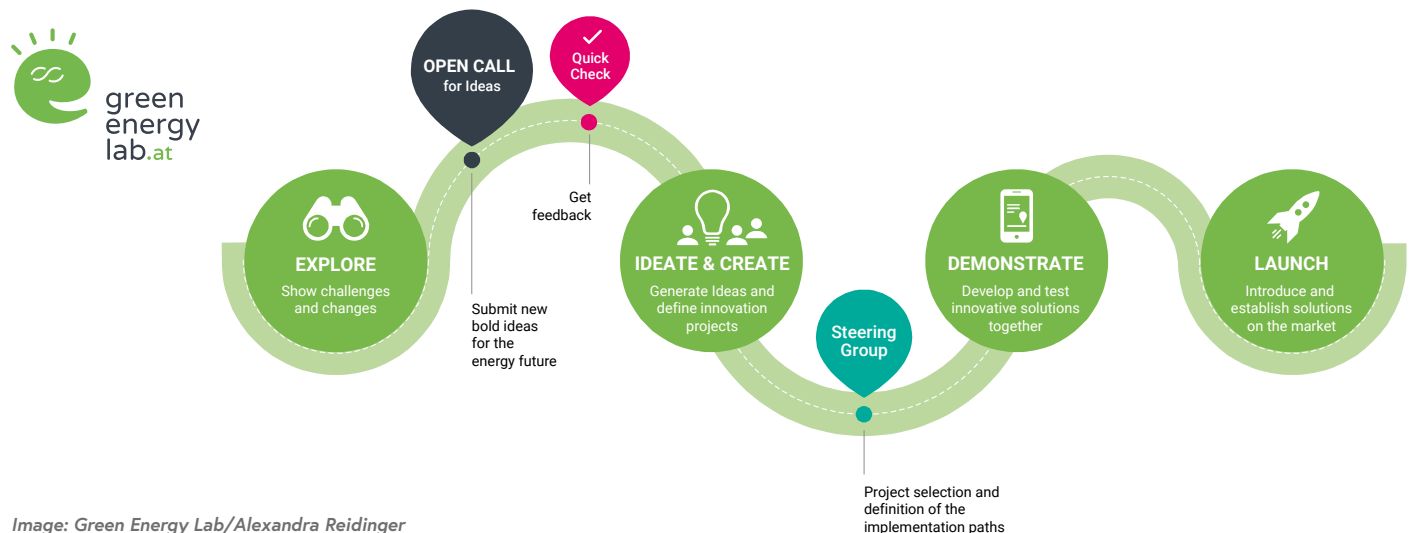 green
energy
lab.at
EXPLORE
Show challenges
and changes
OPEN CALL
for Ideas
Submit new
bold ideas
for the
energy future
Quick
Check
Get
feedback
IDEATE & CREATE
Generate Ideas and
define innovation
projects
Steering
Group
Project selection and
definition of the
implementation paths
DEMONSTRATE
Develop and test
innovative solutions
together
LAUNCH
Introduce and
establish solutions
on the market
Image: Green Energy Lab/Alexandra Reidinger